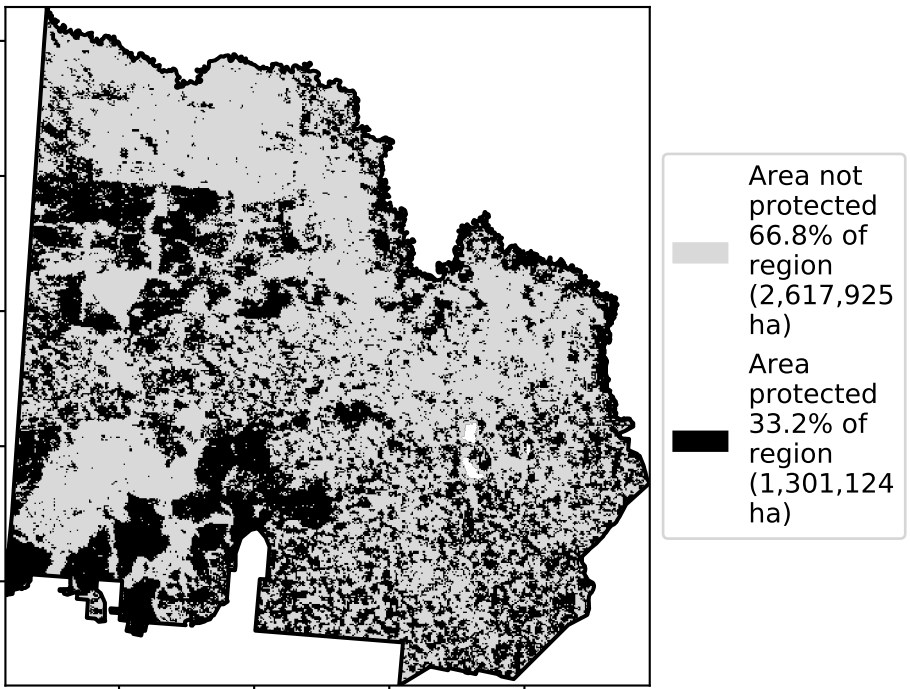 Area not
protected
66.8% of
region
(2,617,925
ha)
Area
protected
33.2% of
region
(1,301,124
ha)